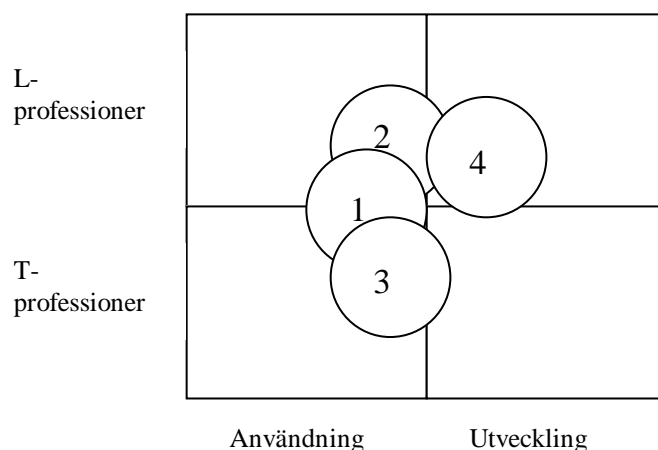 L-
professioner
2
4
1
T-
professioner
3
Användning
Utveckling